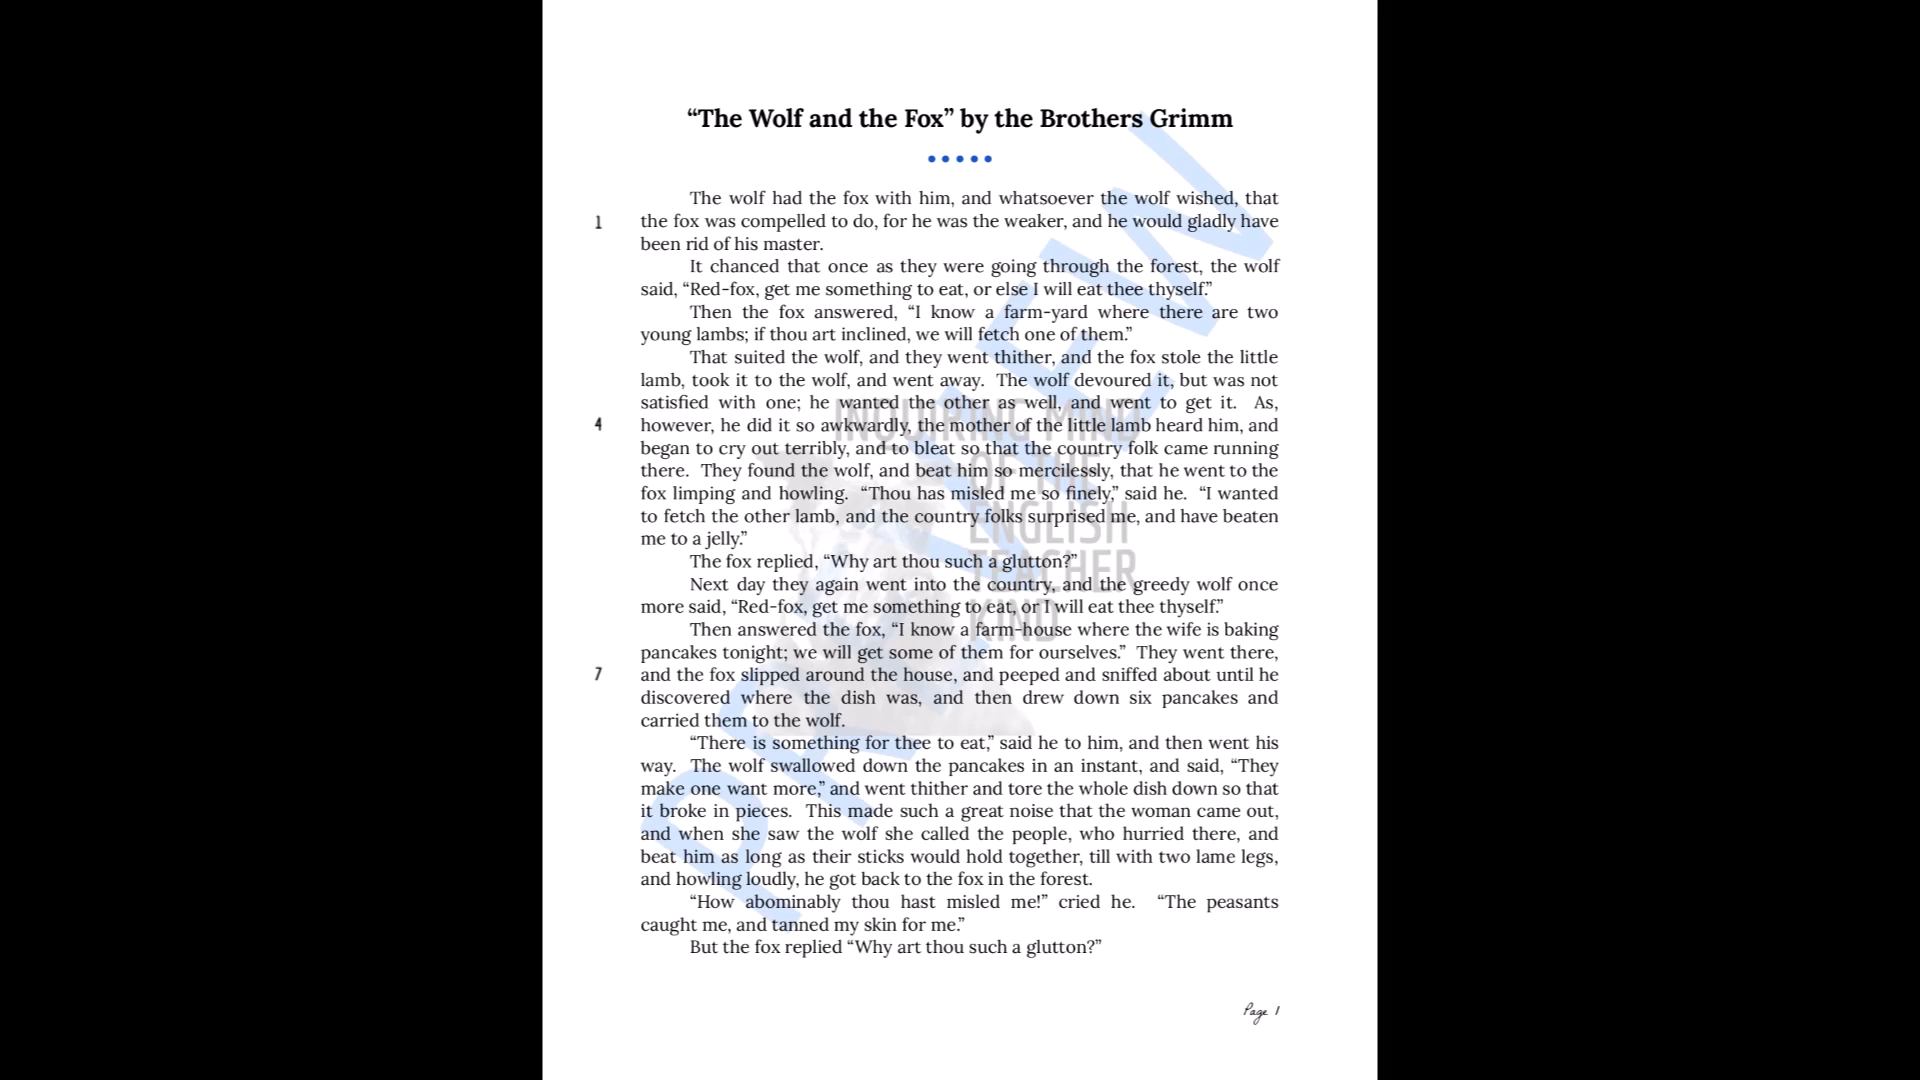 “The Wolf and the Fox” by the Brothers Grimm
The wolf had the fox with him, and whatsoever the wolf wished, that
1 the fox was compelled to do, for he was the weaker, and he would gladly have
been rid of his master.
It chanced that once as they were going through the forest, the wolf
said, “Red-fox, get me something to eat, or else I will eat thee thyself.”
Then the fox answered, “I know a farm-yard where there are two
young lambs; if thou art inclined, we will fetch one of them.”
That suited the wolf, and they went thither, and the fox stole the little
lamb, took it to the wolf, and went away. The wolf devoured it, but was not
satisfied with one; he wanted the other as well, and went to get it. As,
4 however, he did it so awkwardly, the mother of the little lamb heard him, and
began to cry out terribly, and to bleat so that the country folk came running
there. They found the wolf, and beat him so mercilessly, that he went to the
fox limping and howling. “Thou has misled me so finely,” said he. “I wanted
to fetch the other lamb, and the country folks surprised me, and have beaten
me to a jelly.”
The fox replied, “Why art thou such a glutton?”
Next day they again went into the country, and the greedy wolf once
more said, “Red-fox, get me something to eat, or I will eat thee thyself.”
Then answered the fox, “I know a farm-house where the wife is baking
pancakes tonight; we will get some of them for ourselves.” They went there,
7 and the fox slipped around the house, and peeped and sniffed about until he
discovered where the dish was, and then drew down six pancakes and
carried them to the wolf.
“There is something for thee to eat,” said he to him, and then went his
way. The wolf swallowed down the pancakes in an instant, and said, “They
make one want more,” and went thither and tore the whole dish down so that
it broke in pieces. This made such a great noise that the woman came out,
and when she saw the wolf she called the people, who hurried there, and
beat him as long as their sticks would hold together, till with two lame legs,
and howling loudly, he got back to the fox in the forest.
“How abominably thou hast misled me!” cried he. “The peasants
caught me, and tanned my skin for me.”
But the fox replied “Why art thou such a glutton?”
Page 1
PREVIEW
INQUIRING MIND
OF THE
ENGLISH
TEACHER
KIND